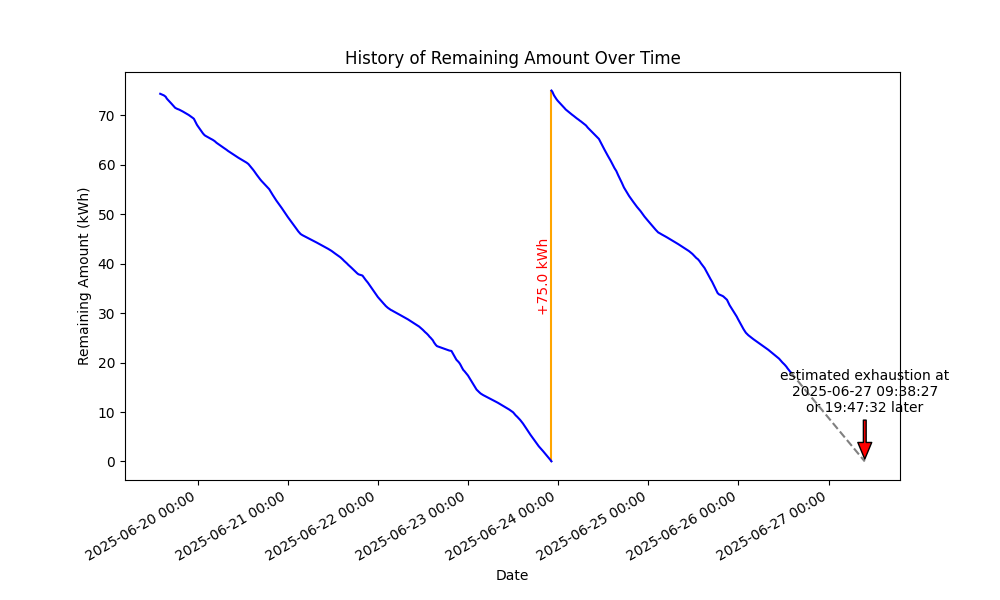 History of Remaining Amount Over Time
Remaining Amount (kWh)
70
60
50
40
30
20
10
0
+75.0 kWh
estimated exhaustion at
2025-06-27 09:38:27
or 19:47:32 later
2025-06-20 00:00
2025-06-21 00:00
2025-06-22 00:00
2025-06-23 00:00
2025-06-24 00:00
2025-06-25 00:00
2025-06-26 00:00
2025-06-27 00:00
Date